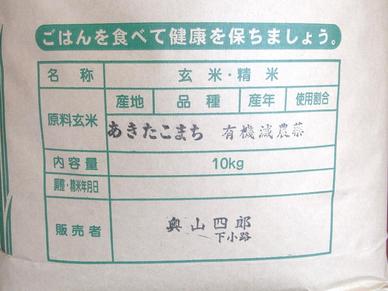 ごはんを食べて健康を保ちましょう。
名称 玄米・精米
原料玄米 産地 品種 産年 使用割合
あきたこまち 有機減農薬
内容量 10kg
調製・精米年月日
販売者 奥山四郎
下小路